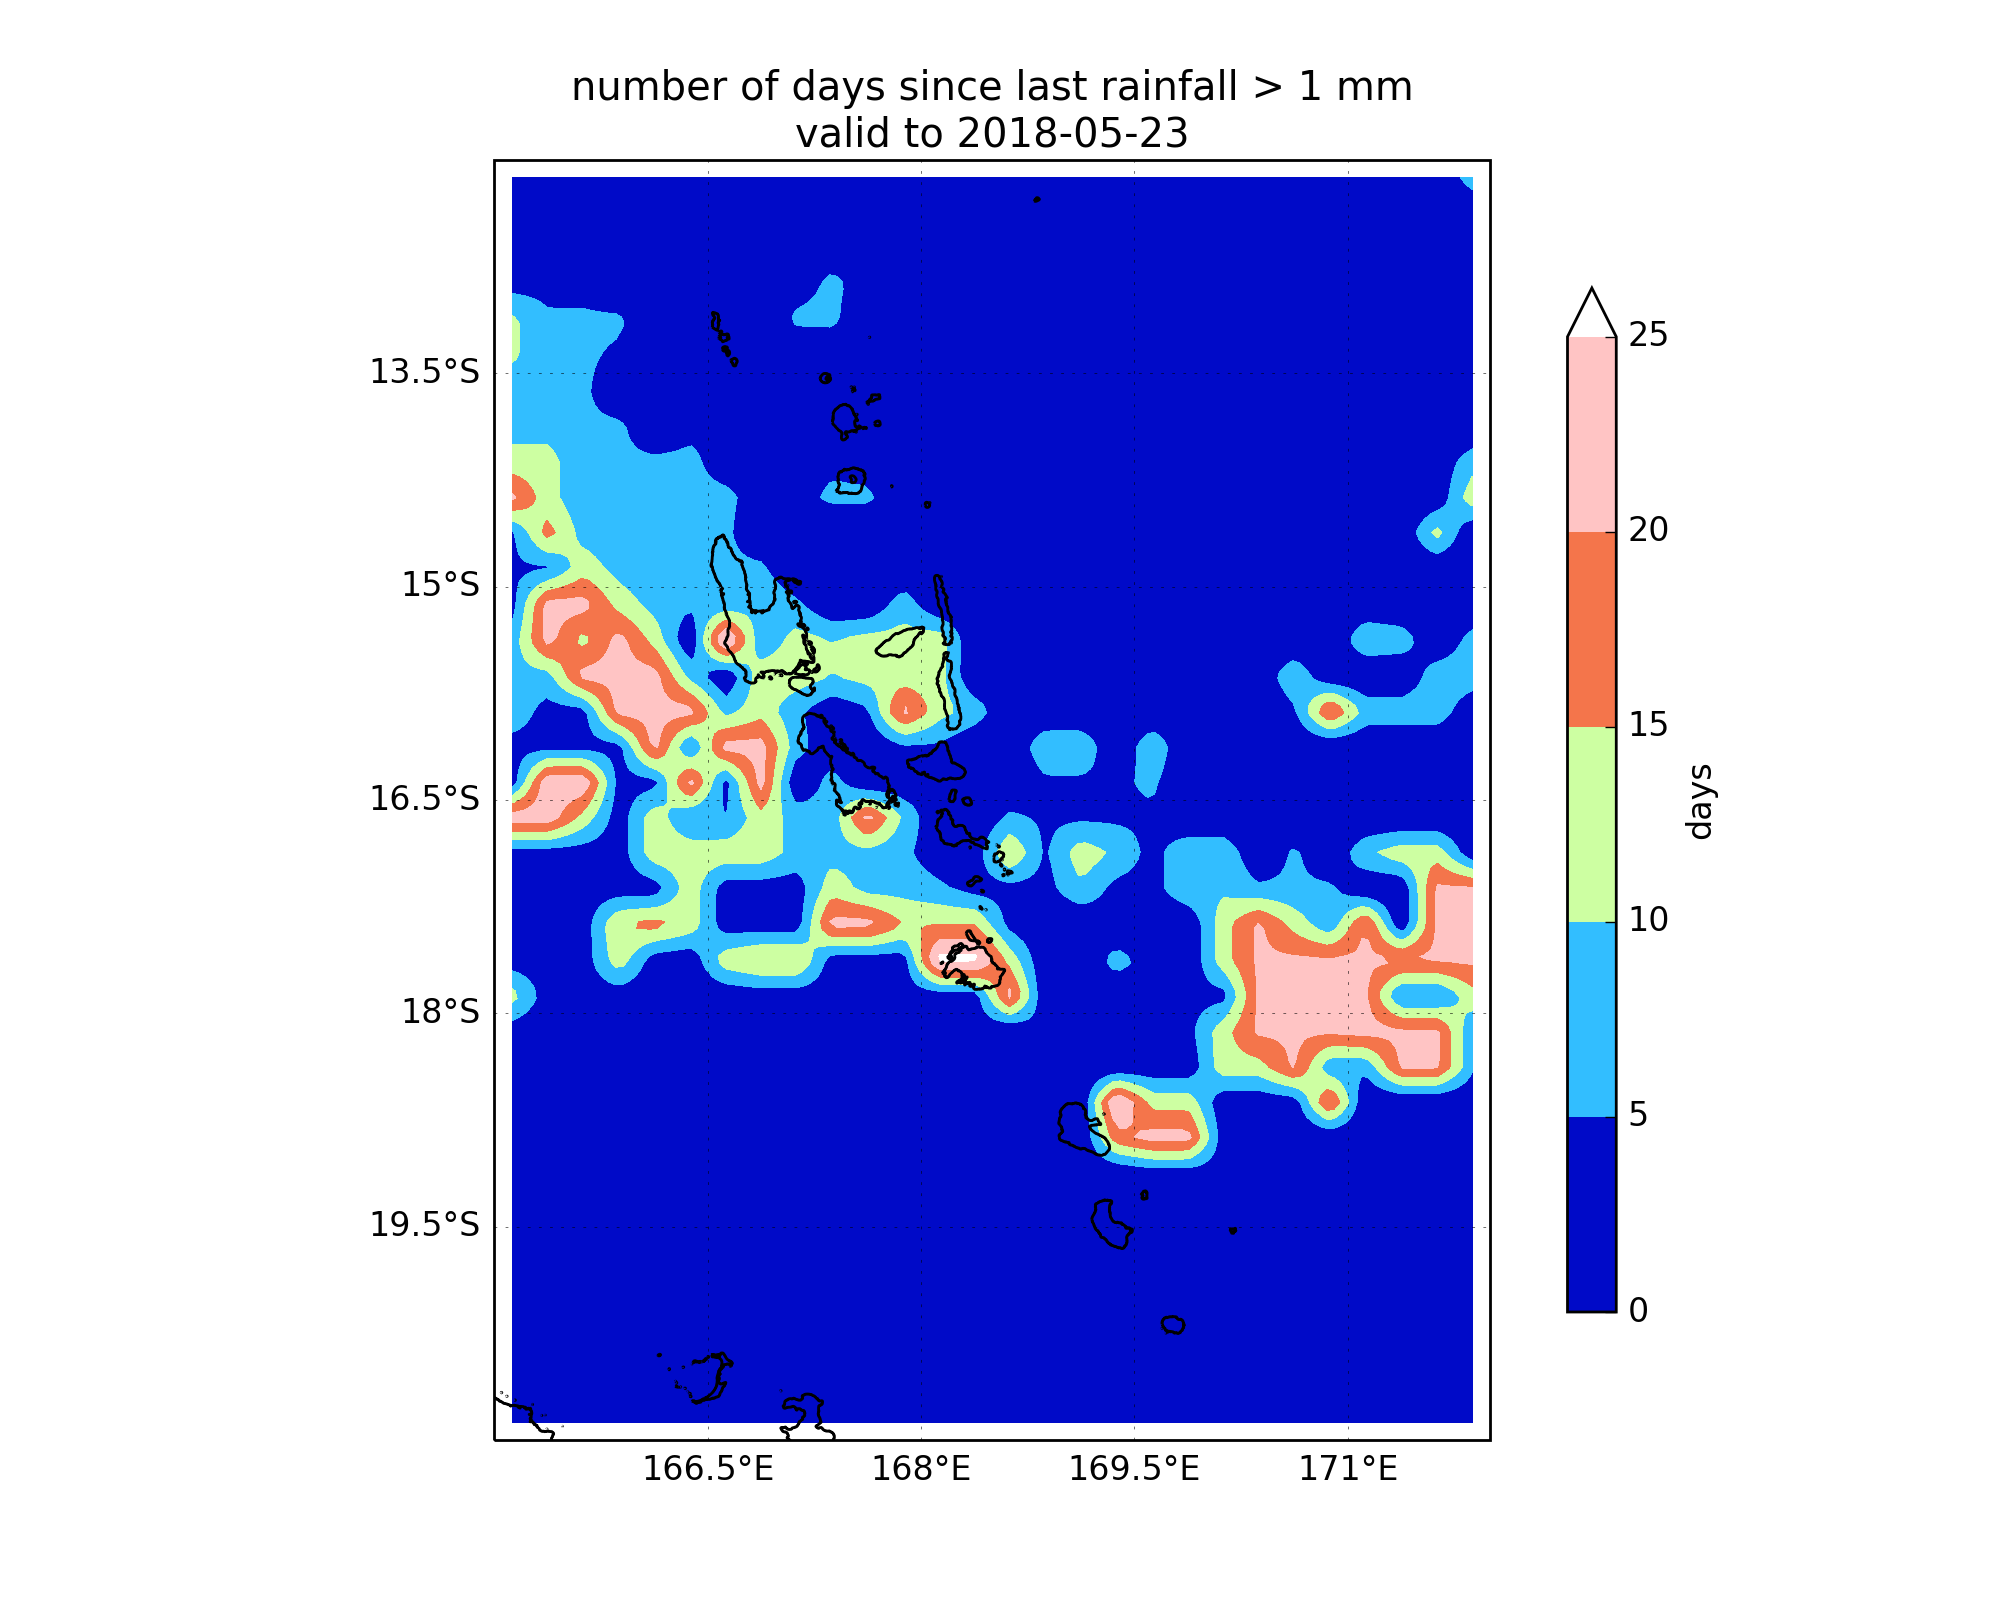 number of days since last rainfall > 1 mm
valid to 2018-05-23
13.5°S
15°S
16.5°S
18°S
19.5°S
166.5°E
168°E
169.5°E
171°E
25
20
15
10
5
0
days